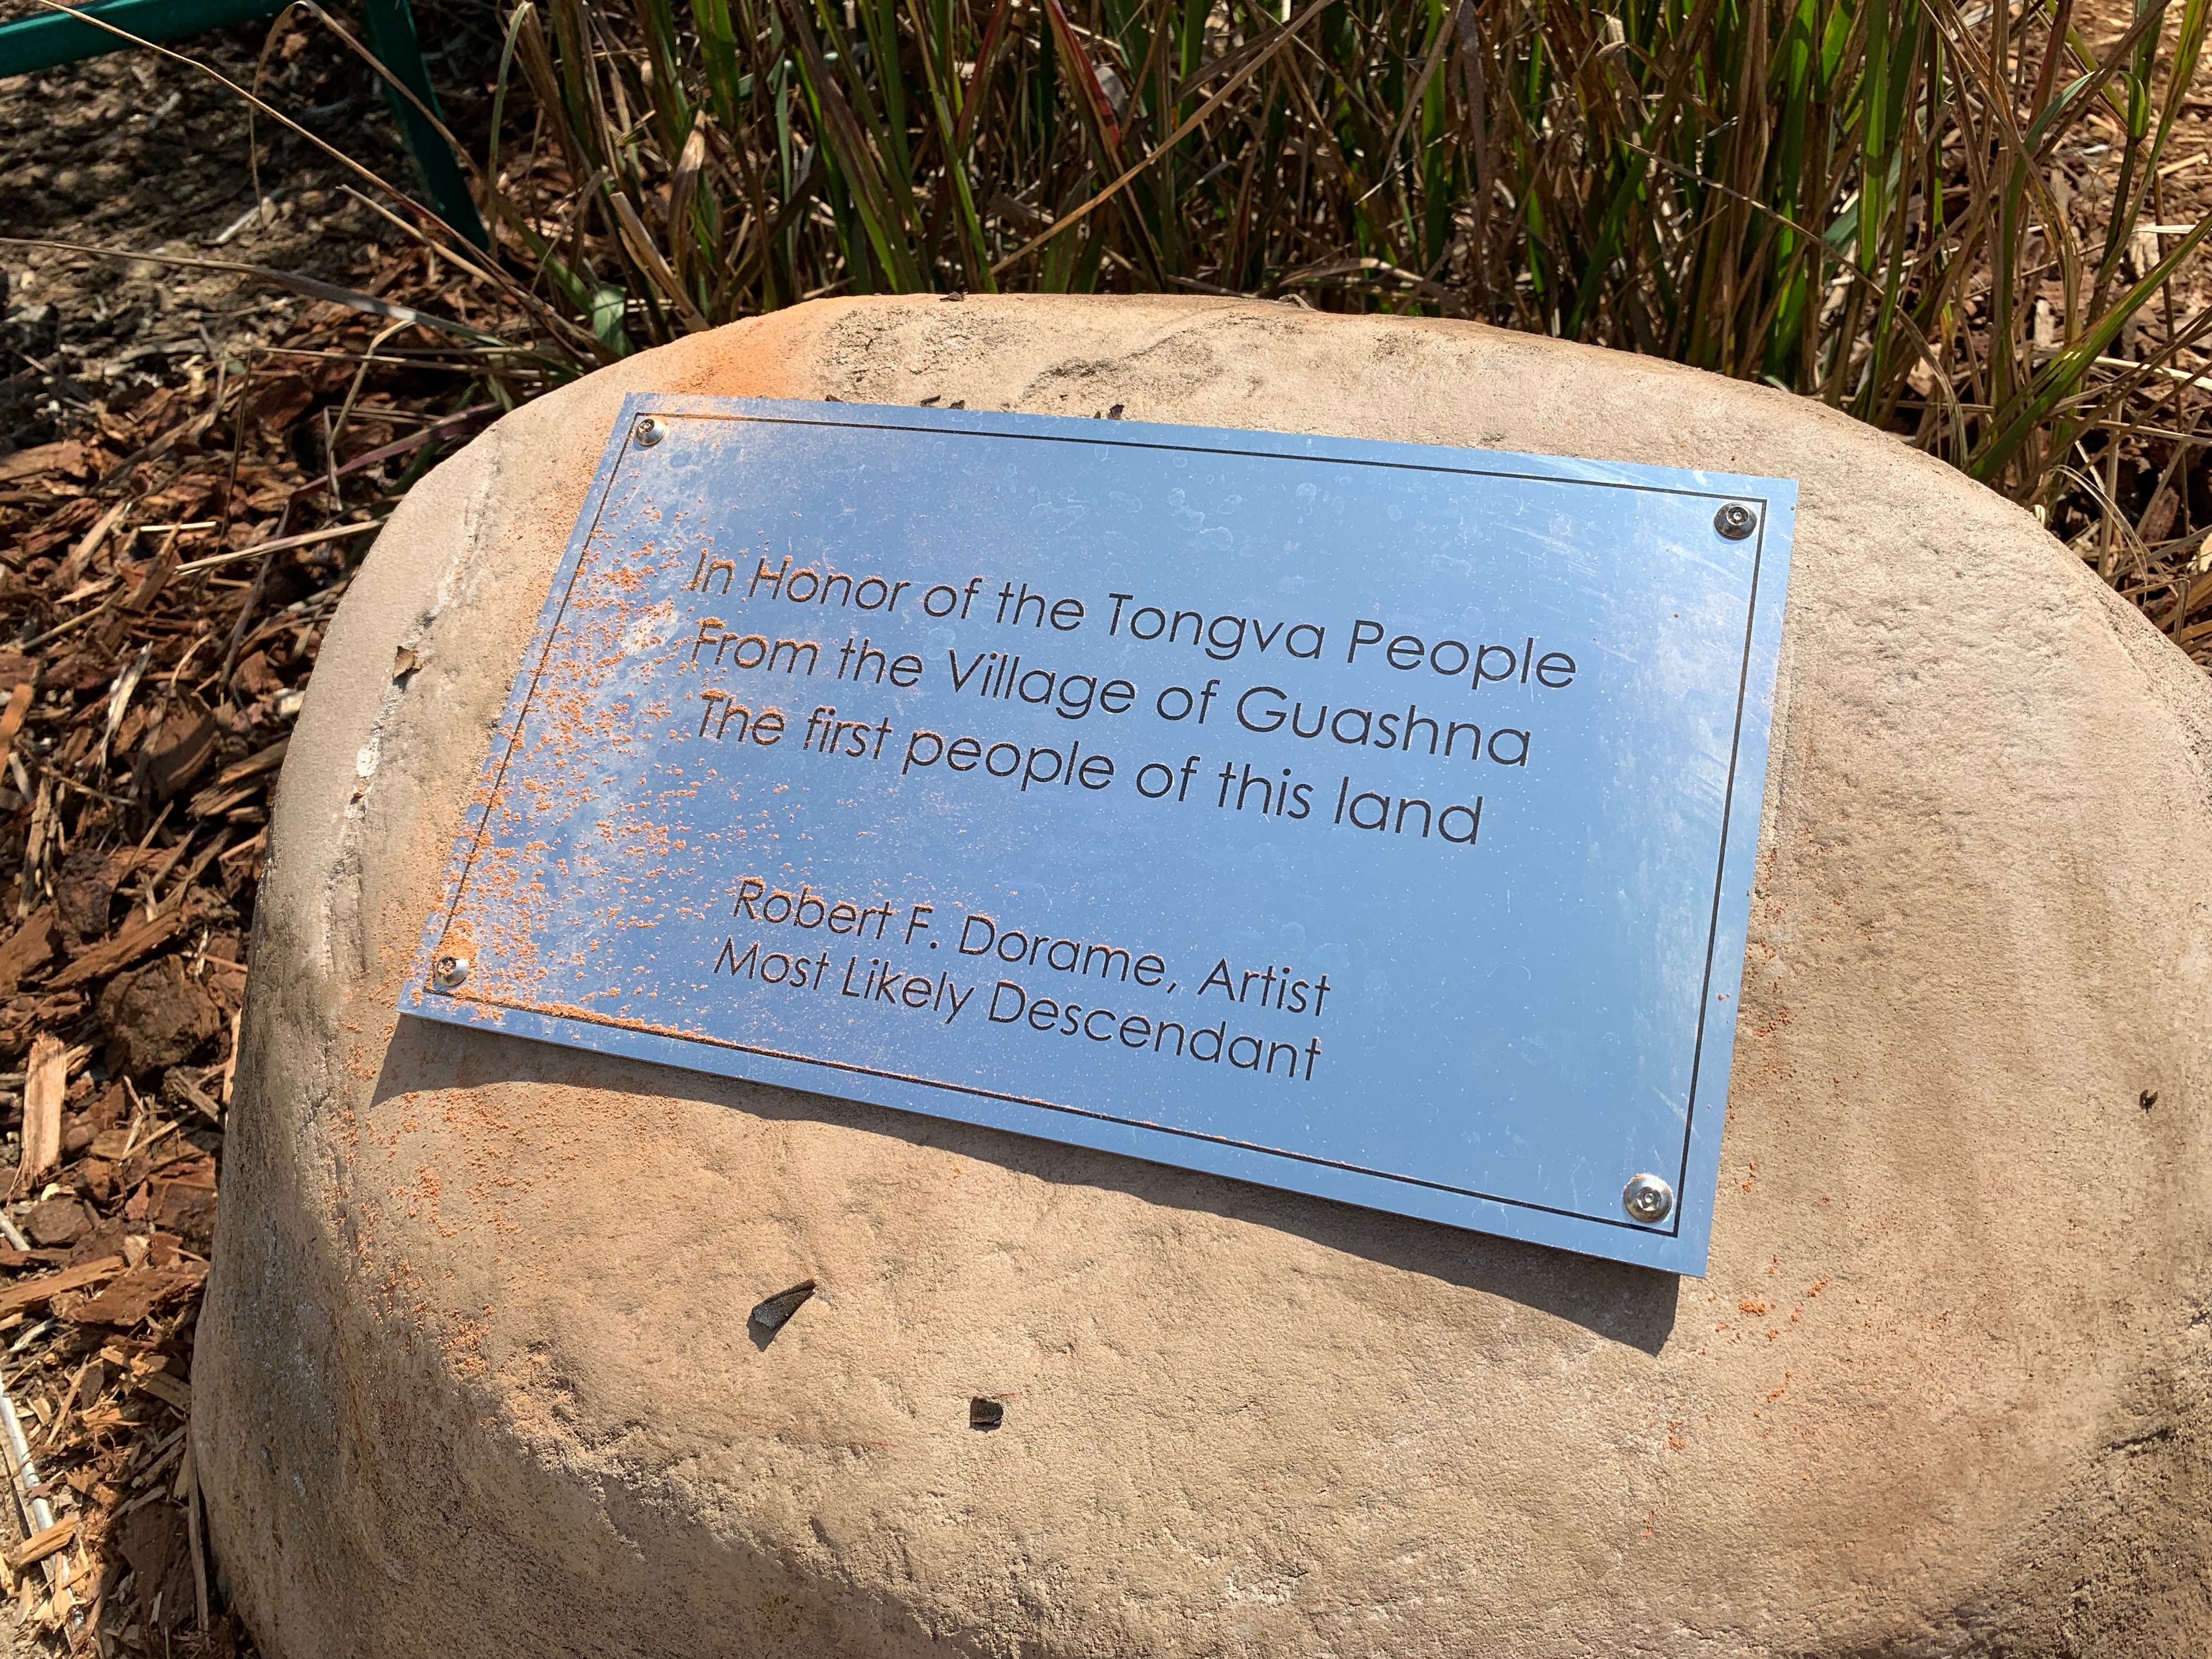 In Honor of the Tongva People
From the Village of Guashna
The first people of this land
Robert F. Dorame, Artist
Most Likely Descendant